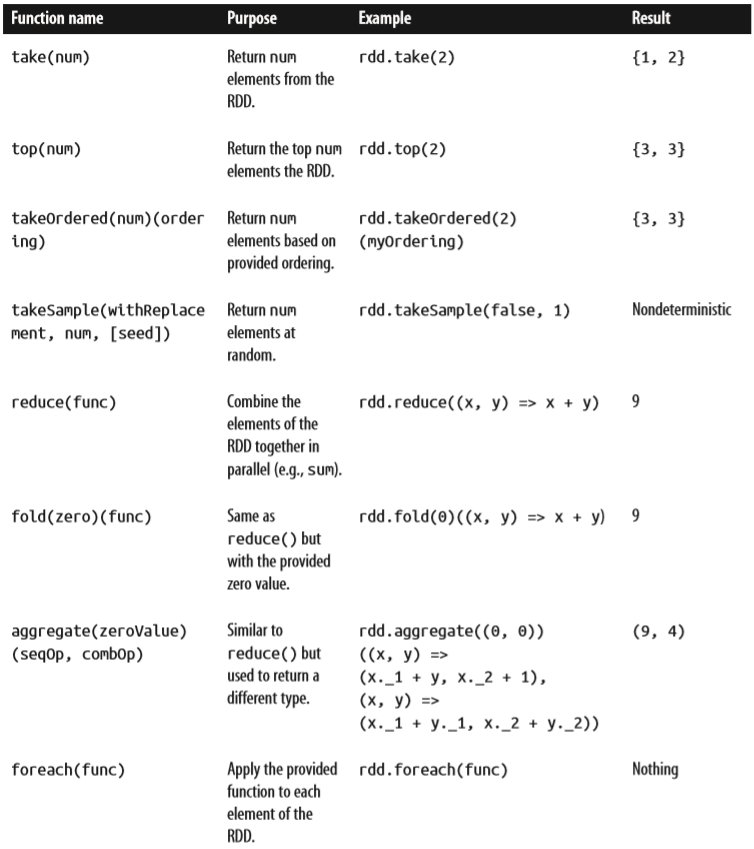 Function name Purpose Example Result
take(num) Return num rdd.take(2) {1, 2}
elements from the
RDD.
top(num) Return the top num rdd.top(2) {3, 3}
elements the RDD.
takeOrdered(num)(order Return num rdd.takeOrdered(2) {3, 3}
ing) elements based on (myOrdering)
provided ordering.
takeSample(withReplace Return num rdd.takeSample(false, 1) Nondeterministic
ment, num, [seed]) elements at
random.
reduce(func) Combine the rdd.reduce((x, y) => x + y) 9
elements of the
RDD together in
parallel (e.g., sum).
fold(zero)(func) Same as rdd.fold(0)((x, y) => x + y) 9
reduce() but
with the provided
zero value.
aggregate(zeroValue) Similar to rdd.aggregate((0, 0)) (9, 4)
(seqOp, combOp) reduce() but ((x, y) =>
used to return a (x._1 + y, x._2 + 1),
different type. (x, y) =>
(x._1 + y._1, x._2 + y._2))
foreach(func) Apply the provided rdd.foreach(func) Nothing
function to each
element of the
RDD.